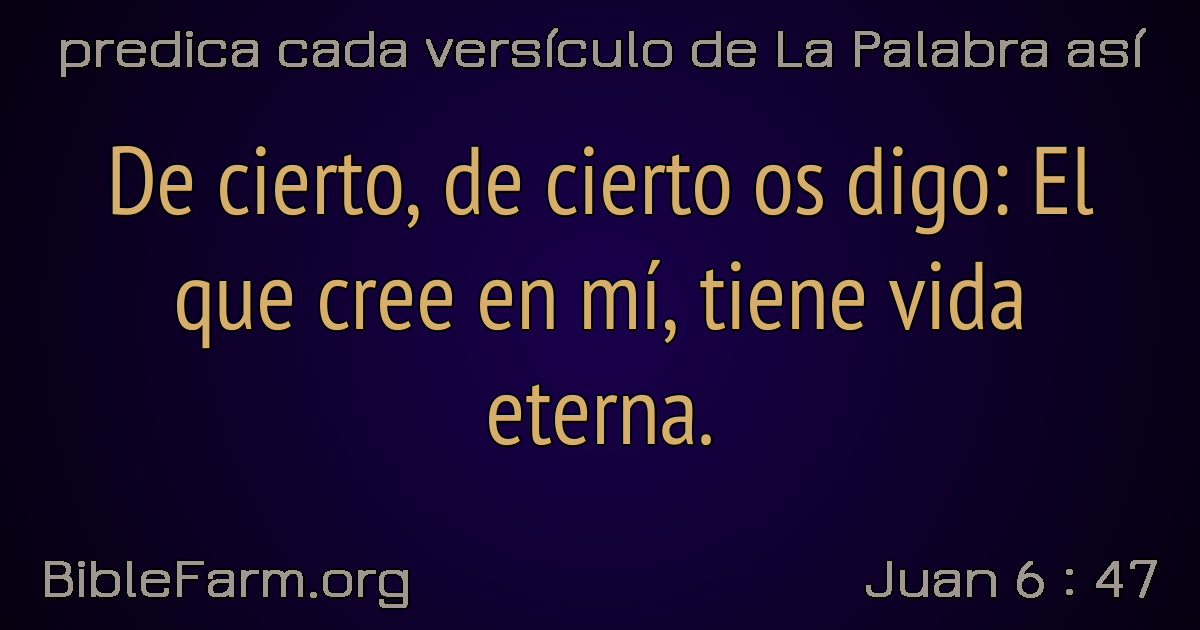 predica cada versículo de La Palabra así
De cierto, de cierto os digo: El
que cree en mí, tiene vida
eterna.
BibleFarm.org
Juan 6 : 47